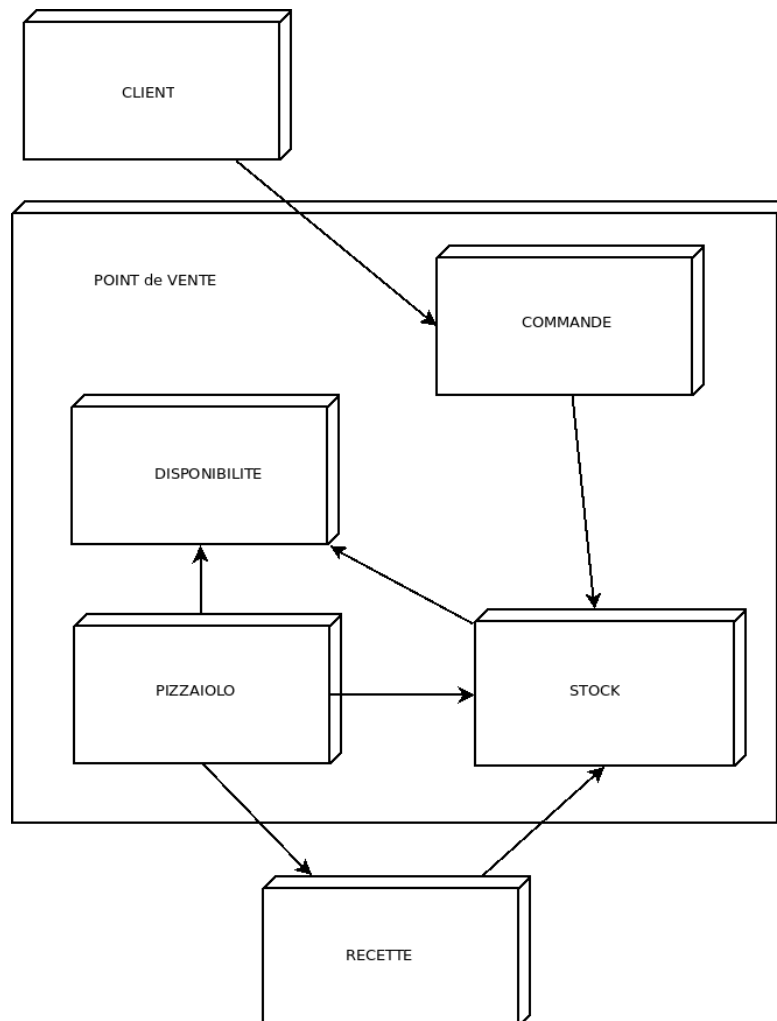 CLIENT
POINT de VENTE
COMMANDE
DISPONIBILITE
PIZZAIOLO
STOCK
RECETTE